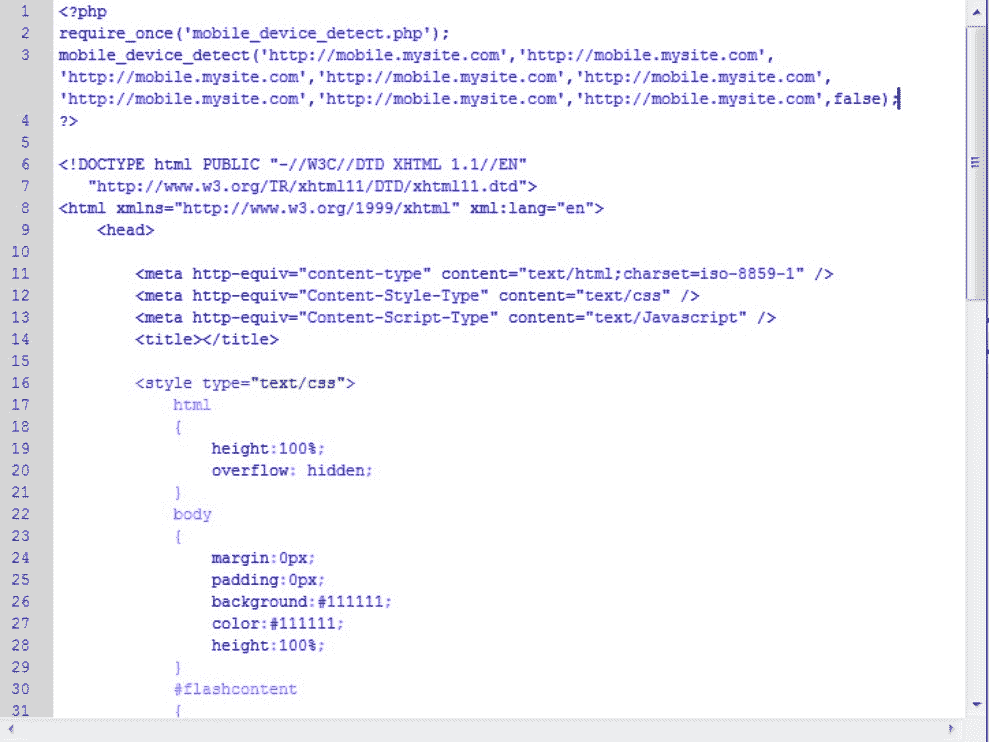 1 <?php
2 require_once('mobile_device_detect.php');
3 mobile_device_detect('http://mobile.mysite.com','http://mobile.mysite.com',
'http://mobile.mysite.com','http://mobile.mysite.com','http://mobile.mysite.com',
'http://mobile.mysite.com','http://mobile.mysite.com','http://mobile.mysite.com',false);
4 ?>
5
6 <!DOCTYPE html PUBLIC "-//W3C//DTD XHTML 1.1//EN"
7 "http://www.w3.org/TR/xhtml11/DTD/xhtml11.dtd">
8 <html xmlns="http://www.w3.org/1999/xhtml" xml:lang="en">
9 <head>
10
11 <meta http-equiv="content-type" content="text/html;charset=iso-8859-1" />
12 <meta http-equiv="Content-Style-Type" content="text/css" />
13 <meta http-equiv="Content-Script-Type" content="text/Javascript" />
14 <title></title>
15
16 <style type="text/css">
17 html
18 {
19 height:100%;
20 overflow: hidden;
21 }
22 body
23 {
24 margin:0px;
25 padding:0px;
26 background:#111111;
27 color:#111111;
28 height:100%;
29 }
30 #flashcontent
31 {